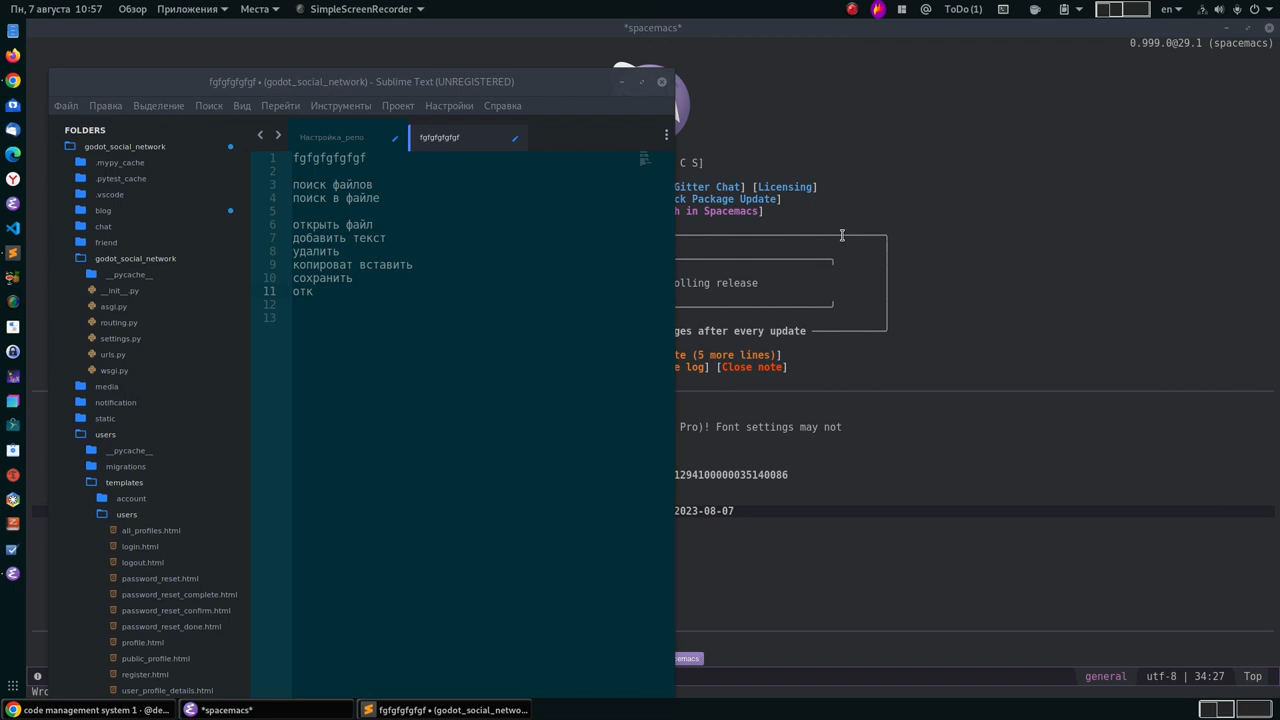 Пн, 7 августа 10:57
Обзор
Приложения
Места
SimpleScreenRecorder
ToDo(1)
en
*spacemacs*
0.999.0@29.1 (spacemacs)
fgfgfgfgfgf • (godot_social_network) - Sublime Text (UNREGISTERED)
Файл Правка Выделение Поиск Вид Перейти Инструменты Проект Настройки Справка
FOLDERS
godot_social_network
.mypy_cache
.pytest_cache
.vscode
blog
chat
friend
godot_social_network
__pycache__
__init__.py
asgi.py
routing.py
settings.py
urls.py
wsgi.py
media
notification
static
users
__pycache__
migrations
templates
account
users
all_profiles.html
login.html
logout.html
password_reset.html
password_reset_complete.html
password_reset_confirm.html
password_reset_done.html
profile.html
public_profile.html
register.html
user_profile_details.html
Настройка_репо
fgfgfgfgfgf
1 fgfgfgfgfgf
2
3 поиск файлов
4 поиск в файле
5
6 открыть файл
7 добавить текст
8 удалить
9 копироват вставить
10 сохранить
11 отк
12
13
C S]
Gitter Chat] [Licensing]
ck Package Update]
h in Spacemacs]
olling release
ges after every update
te (5 more lines)]
e log] [Close note]
Pro)! Font settings may not
1294100000035140086
2023-08-07
emacs
general
utf-8 | 34:27
Top
Wro
code management system 1 · @de...
*spacemacs*
fgfgfgfgfgf • (godot_social_netwo...